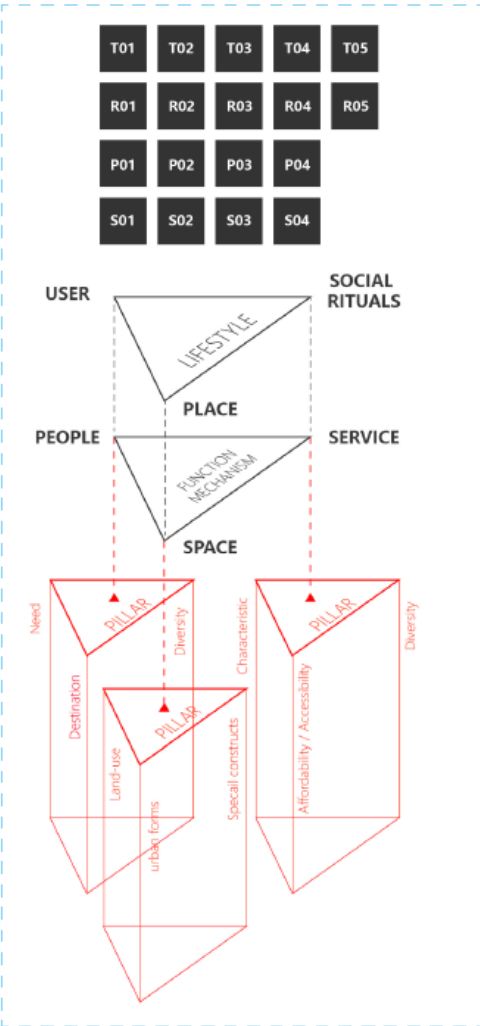 T01 T02 T03 T04 T05
R01 R02 R03 R04 R05
P01 P02 P03 P04
S01 S02 S03 S04
USER
SOCIAL
RITUALS
LIFESTYLE
PLACE
PEOPLE
SERVICE
FUNCTION
MECHANISM
SPACE
PILLAR
Need
Destination
Diversity
PILLAR
Characteristic
Affordability / Accessibility
Diversity
PILLAR
Land-use
urban forms
Specail constructs